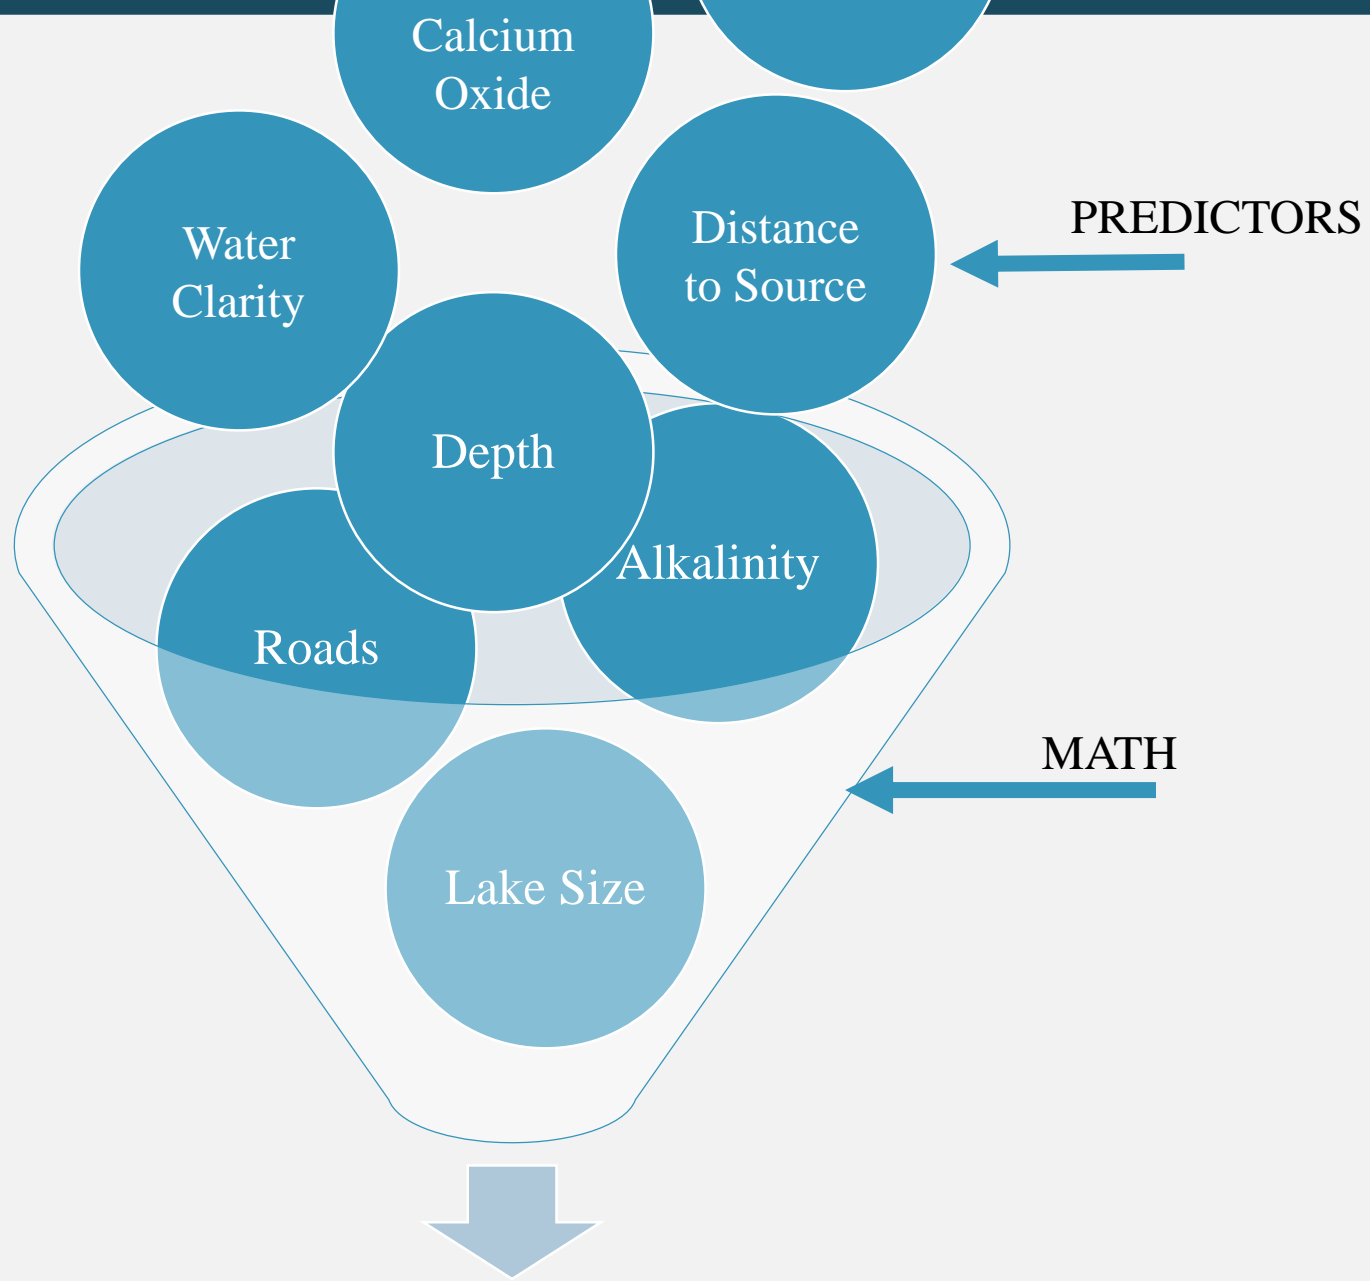 Calcium
Oxide
Water
Clarity
Distance
to Source
PREDICTORS
Depth
Alkalinity
Roads
MATH
Lake Size